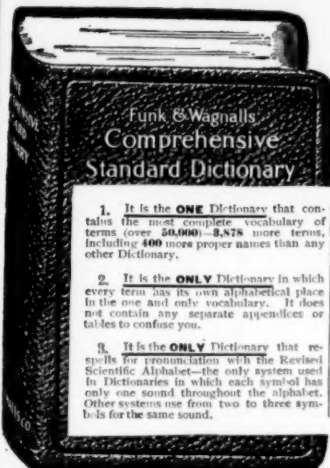 Funk & Wagnalls
Comprehensive
Standard Dictionary
1. It is the ONE Dictionary that con-
tains the most complete vocabulary of
terms (over 50,000)—3,878 more terms,
including 400 more proper names than any
other Dictionary.
2. It is the ONLY Dictionary in which
every term has its own alphabetical place
in the one and only vocabulary. It does
not contain any separate appendices or
tables to confuse you.
3. It is the ONLY Dictionary that re-
spells for pronunciation with the Revised
Scientific Alphabet—the only system used
in Dictionaries in which each symbol has
only one sound throughout the alphabet.
Other systems use from two to three sym-
bols for the same sound.